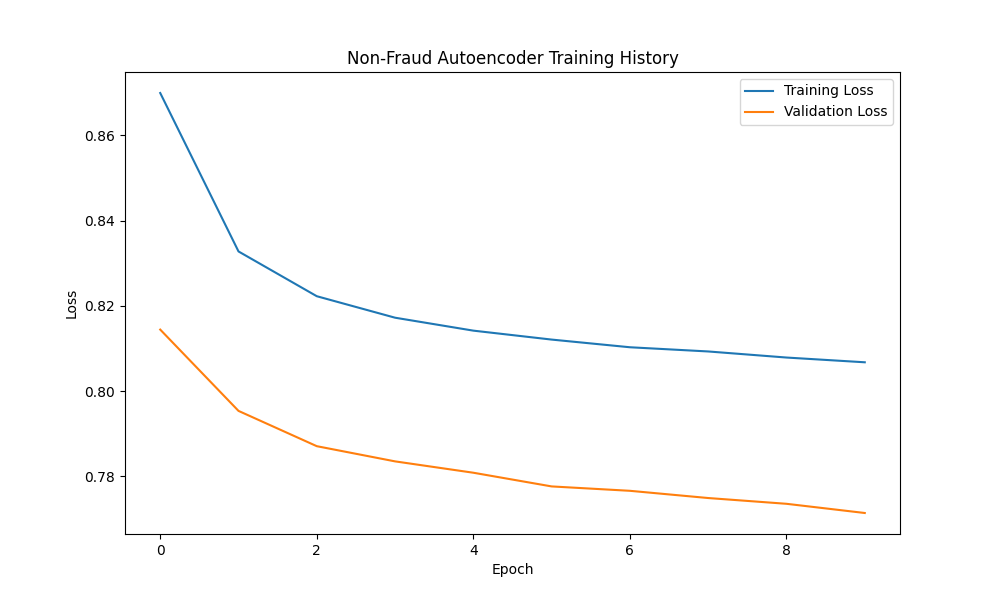 Non-Fraud Autoencoder Training History
Training Loss
Validation Loss
0.86
0.84
0.82
0.80
0.78
Loss
0 2 4 6 8
Epoch